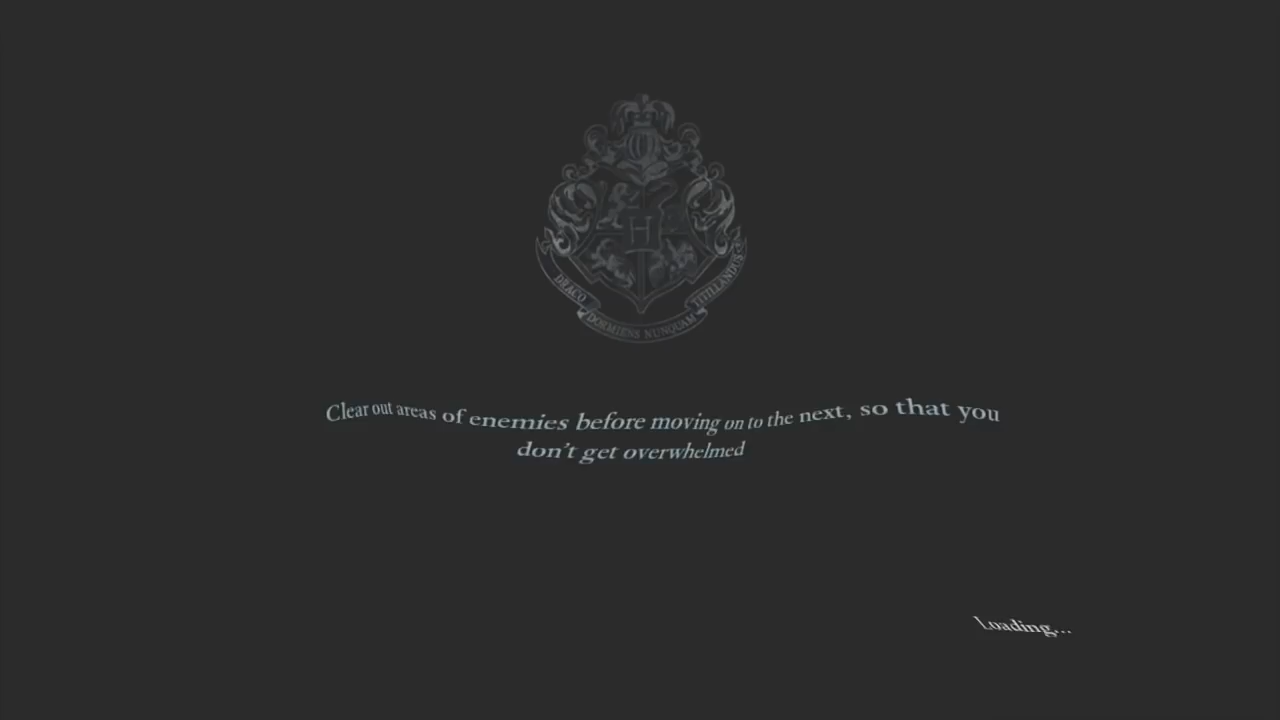 H
DRACO DORMIENS NUNQUAM TITILLANDUS
Clear out areas of enemies before moving on to the next, so that you
don't get overwhelmed
Loading...